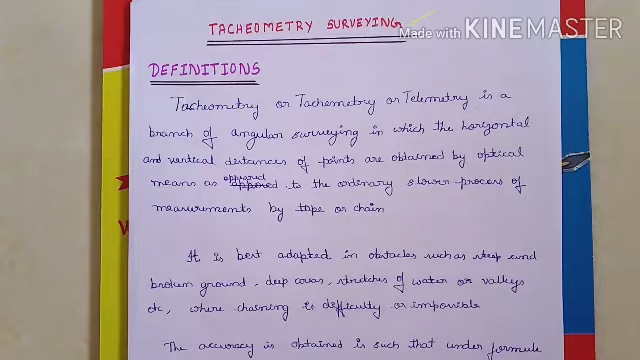 TACHEOMETRY SURVEYING
Made with KINEMASTER
DEFINITIONS
Tacheometry or Tachemetry or Telemetry is a
branch of angular surveying in which the horizontal
and vertical distances of points are obtained by optical
means as opposed to the ordinary slower process of
measurements by tape or chain
It is best adapted in obstacles such as steep and
broken ground, deep stretches of water or valleys
etc, where chaining is difficulty or impossible
The accuracy is obtained is such that under formule